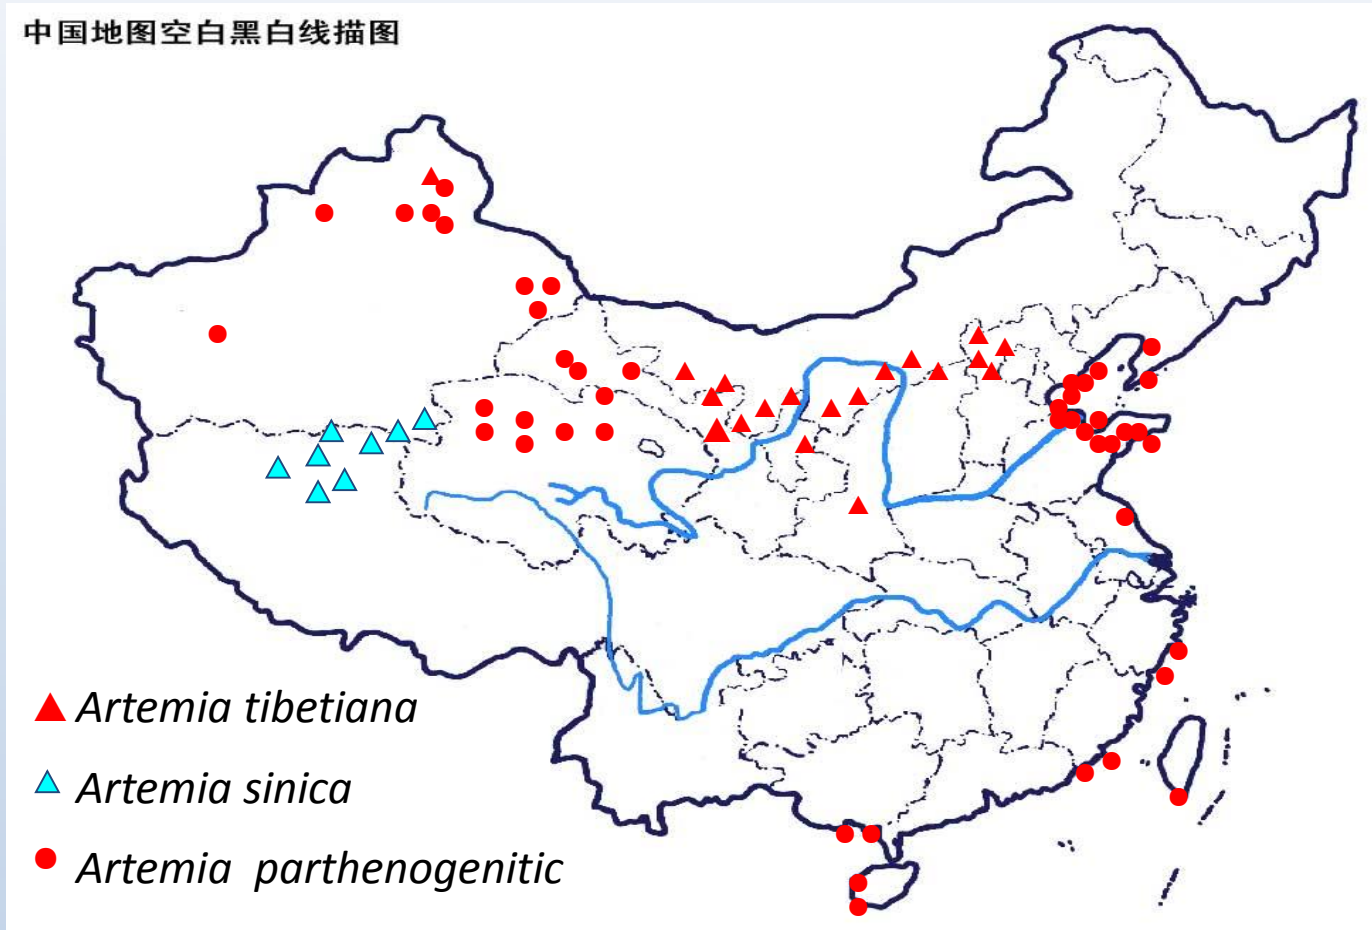 中国地图空白黑白线描图
Artemia tibetiana
Artemia sinica
Artemia parthenogenitic